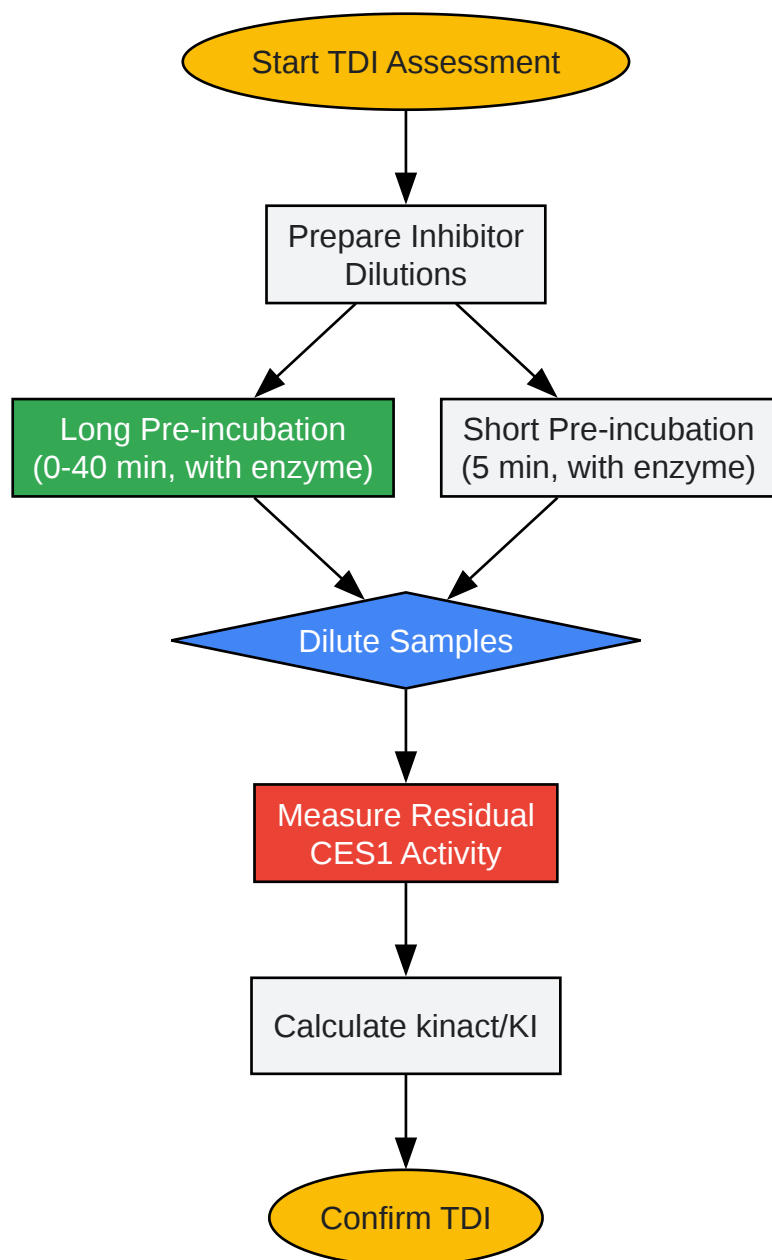 Start TDI Assessment
Prepare Inhibitor
Dilutions
Long Pre-incubation
(0-40 min, with enzyme)
Short Pre-incubation
(5 min, with enzyme)
Dilute Samples
Measure Residual
CES1 Activity
Calculate kinact/KI
Confirm TDI